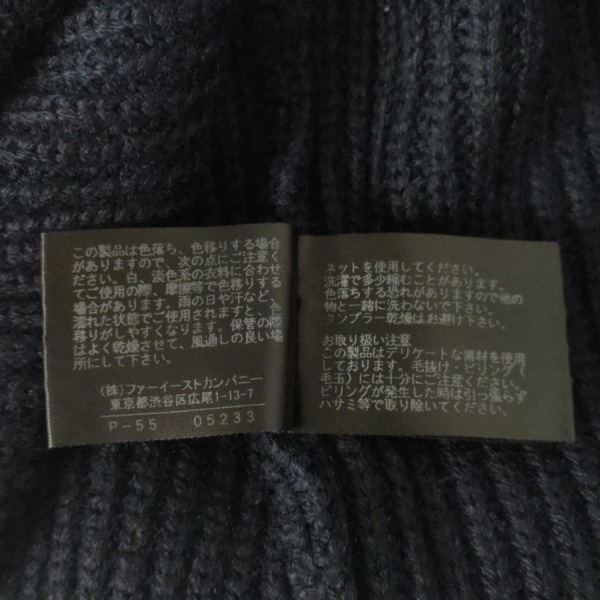 この製品は色落ち、色移りする場合
がありますので、次の点にご注意く
ださい。白、淡色系の衣料に合わせ
てご使用の際、摩擦等で色移りする
場合があります。雨の日や汗など、
濡れた状態でご使用されますと、色
移りがしやすくなります。保管の際
はよく乾燥させて、風通しの良い場
所にして下さい。
(株)ファーイーストカンパニー
東京都渋谷区広尾1-13-7
P-55 05233
ネットを使用してください。
洗濯で多少縮むことがあります。
色落ちする恐れがありますので他の
物と一緒に洗わないで下さい。
タンブラー乾燥はお避け下さい。
お取り扱い注意
この製品はデリケートな素材を使用
しております。毛抜け・ピリング(
毛玉)には十分にご注意ください。
ピリングが発生した時は引っ張らず
ハサミ等で取り除いてください。